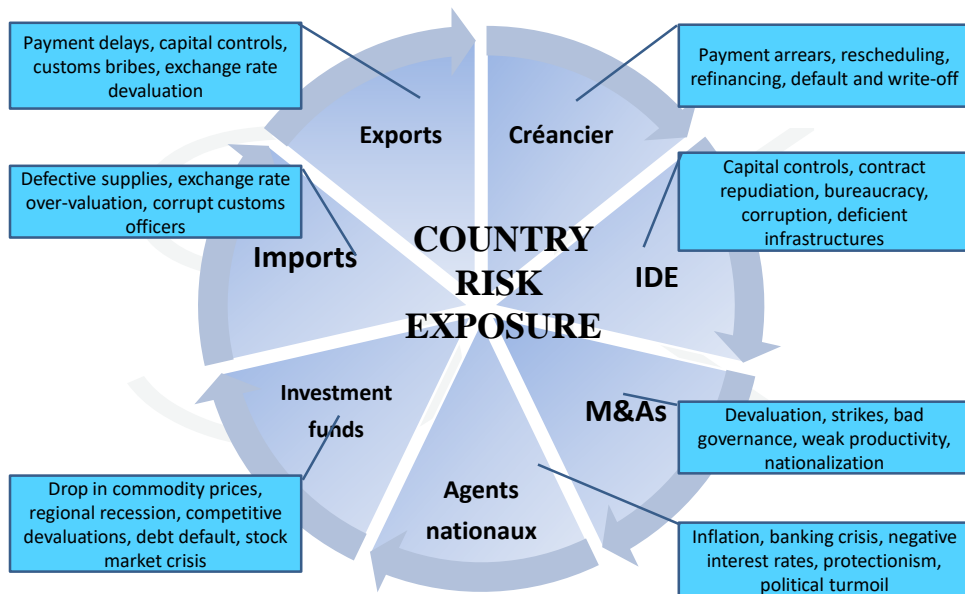 Payment delays, capital controls,
customs bribes, exchange rate
devaluation
Exports
Créancier
Payment arrears, rescheduling,
refinancing, default and write-off
Defective supplies, exchange rate
over-valuation, corrupt customs
officers
Imports
COUNTRY
RISK
EXPOSURE
Capital controls, contract
repudiation, bureaucracy,
corruption, deficient
infrastructures
IDE
Investment
funds
M&As
Devaluation, strikes, bad
governance, weak productivity,
nationalization
Agents
nationaux
Drop in commodity prices,
regional recession, competitive
devaluations, debt default, stock
market crisis
Inflation, banking crisis, negative
interest rates, protectionism,
political turmoil